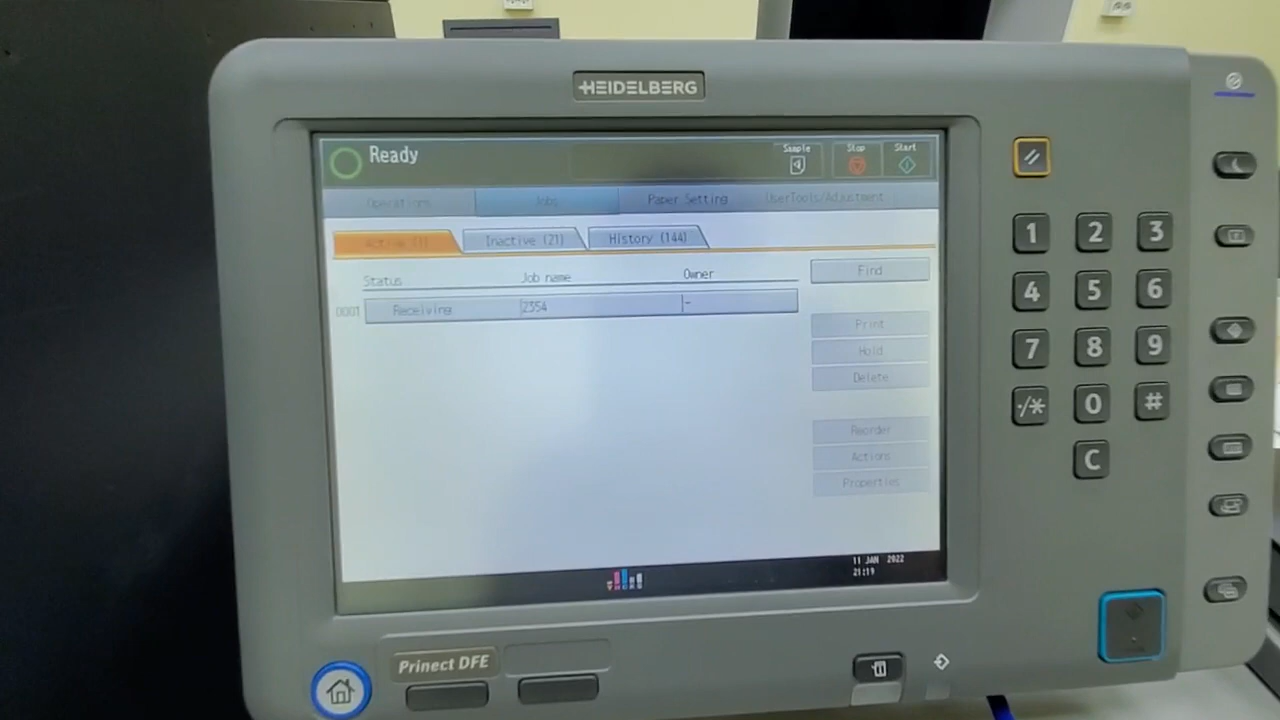 HEIDELBERG
Ready
Sample
Stop
Start
Operations
Jobs
Paper Setting
UserTools/Adjustment
Active (1)
Inactive (21)
History (144)
Status
Job name
Owner
Find
0001
Receiving
2354
-
Print
Hold
Delete
Reorder
Actions
Properties
11 JAN 2022
21:19
Prinect DFE
1
2
3
4
5
6
7
8
9
·/*
0
#
C